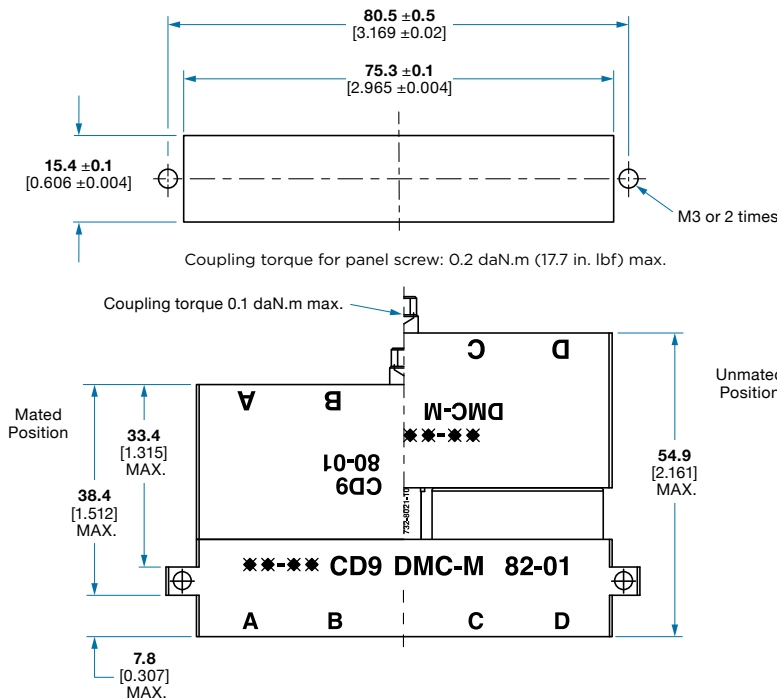 80.5 ±0.5
[3.169 ±0.02]
75.3 ±0.1
[2.965 ±0.004]
15.4 ±0.1
[0.606 ±0.004]
M3 or 2 times
Coupling torque for panel screw: 0.2 daN.m (17.7 in. lbf) max.
Coupling torque 0.1 daN.m max.
Mated
Position
Unmated
Position
33.4
[1.315]
MAX.
38.4
[1.512]
MAX.
54.9
[2.161]
MAX.
A
B
C
D
DMC-M
CD9
80-01
732-8021-10
CD9 DMC-M 82-01
A B C D
7.8
[0.307]
MAX.